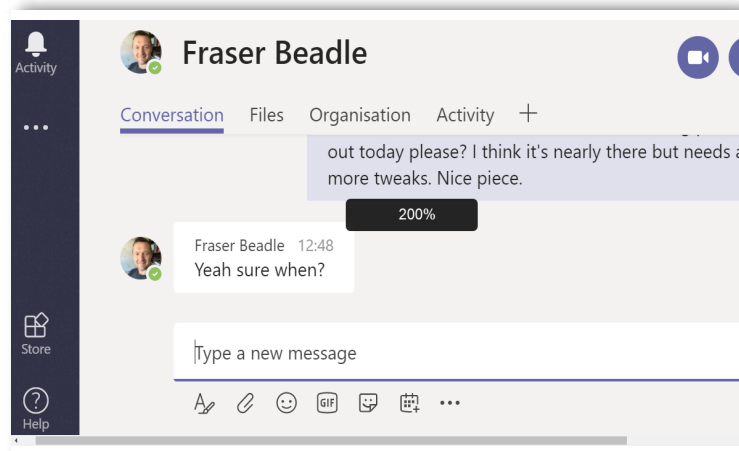 Activity
Fraser Beadle
Conversation Files Organisation Activity
out today please? I think it's nearly there but needs
more tweaks. Nice piece.
200%
Fraser Beadle 12:48
Yeah sure when?
Store
Type a new message
GIF
Help